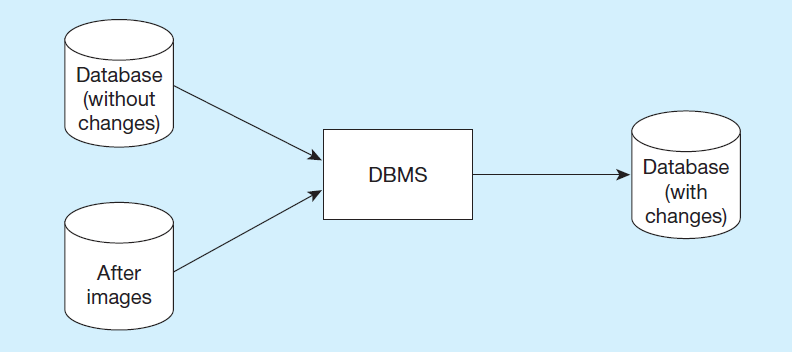 Database
(without
changes)
DBMS
Database
(with
changes)
After
images